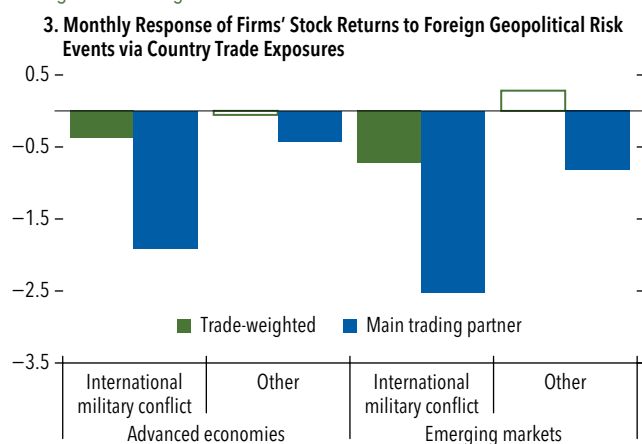 3. Monthly Response of Firms’ Stock Returns to Foreign Geopolitical Risk
Events via Country Trade Exposures
0.5
−0.5
−1.5
−2.5
−3.5
Trade-weighted
Main trading partner
International
military conflict
Other
International
military conflict
Other
Advanced economies
Emerging markets